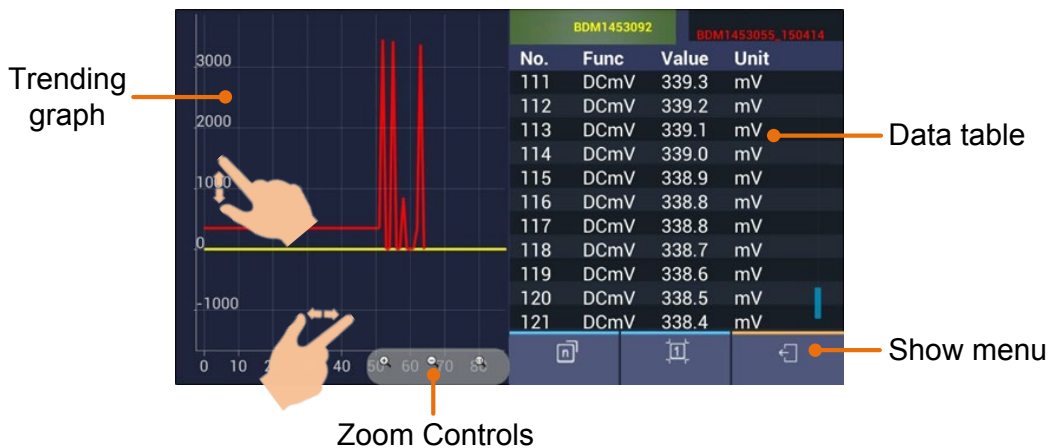 BDM1453092
BDM1453055_150414
No. Func Value Unit
111 DCmV 339.3 mV
112 DCmV 339.2 mV
113 DCmV 339.1 mV
114 DCmV 339.0 mV
115 DCmV 338.9 mV
116 DCmV 338.8 mV
117 DCmV 338.8 mV
118 DCmV 338.7 mV
119 DCmV 338.6 mV
120 DCmV 338.5 mV
121 DCmV 338.4 mV
3000
2000
1000
0
-1000
0 10 40 50 60 70 80
n
1
Trending
graph
Data table
Show menu
Zoom Controls